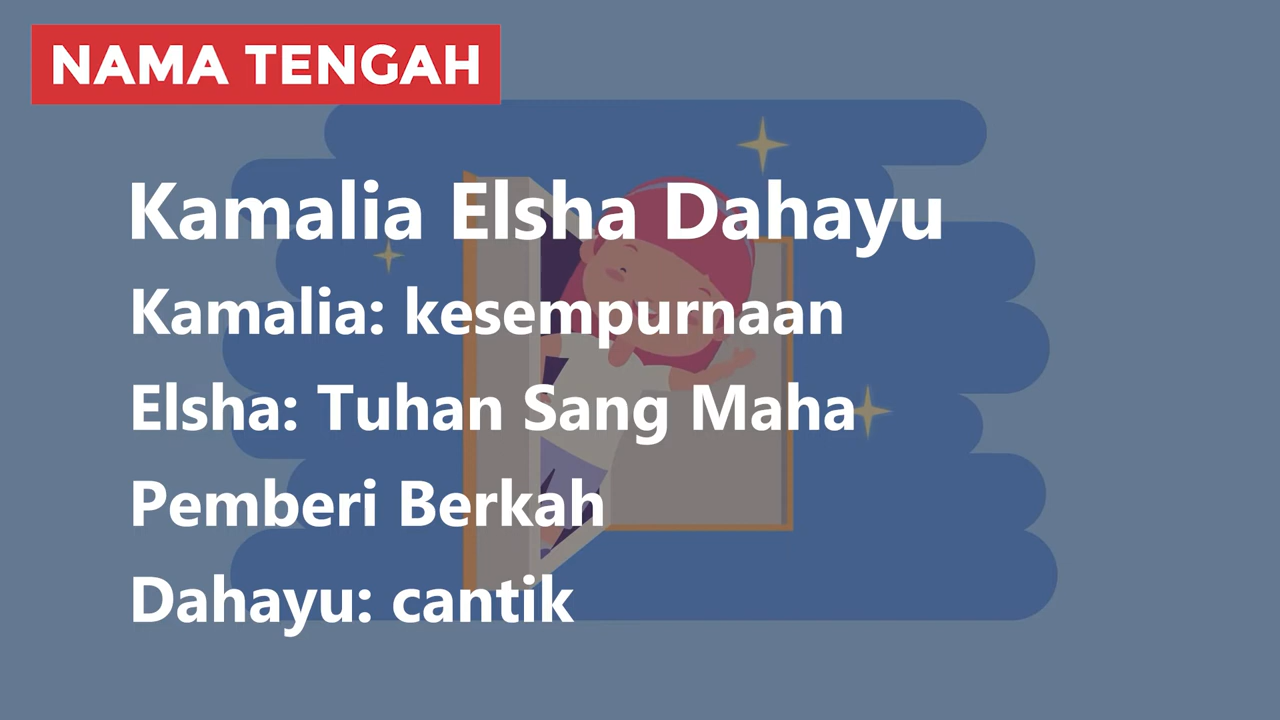 NAMA TENGAH
Kamalia Elsha Dahayu
Kamalia: kesempurnaan
Elsha: Tuhan Sang Maha
Pemberi Berkah
Dahayu: cantik